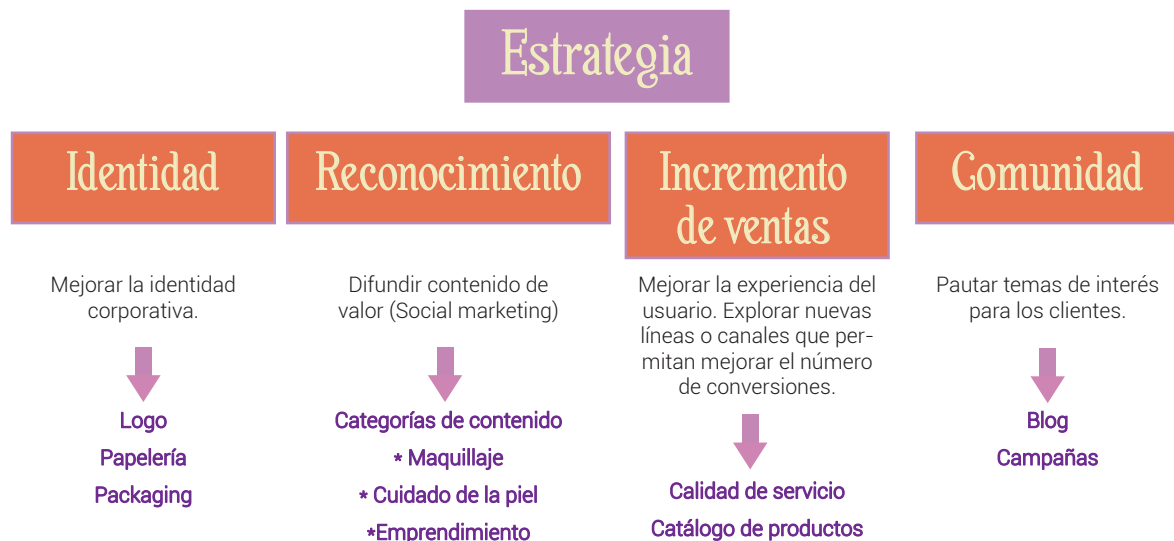 Estrategia
Identidad
Mejorar la identidad
corporativa.
Logo
Papelería
Packaging
Reconocimiento
Difundir contenido de
valor (Social marketing)
Categorías de contenido
* Maquillaje
* Cuidado de la piel
*Emprendimiento
Incremento
de ventas
Mejorar la experiencia del
usuario. Explorar nuevas
líneas o canales que per-
mitan mejorar el número
de conversiones.
Calidad de servicio
Catálogo de productos
Comunidad
Pautar temas de interés
para los clientes.
Blog
Campañas